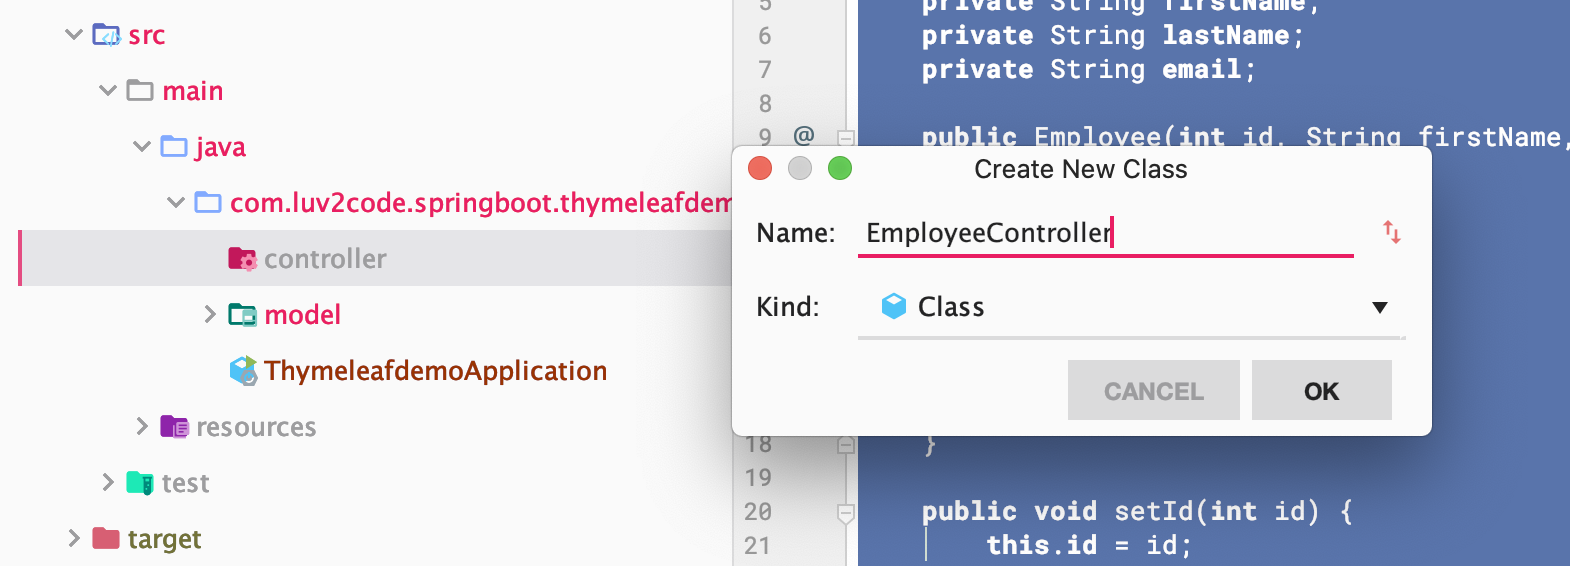 src
main
java
com.luv2code.springboot.thymeleafdem
controller
model
ThymeleafdemoApplication
resources
test
target
5 private String firstName;
6 private String lastName;
7 private String email;
8
9 @ public Employee(int id, String firstName,
Create New Class
Name: EmployeeController
Kind: Class
CANCEL OK
18 }
19
20 public void setId(int id) {
21 this.id = id;